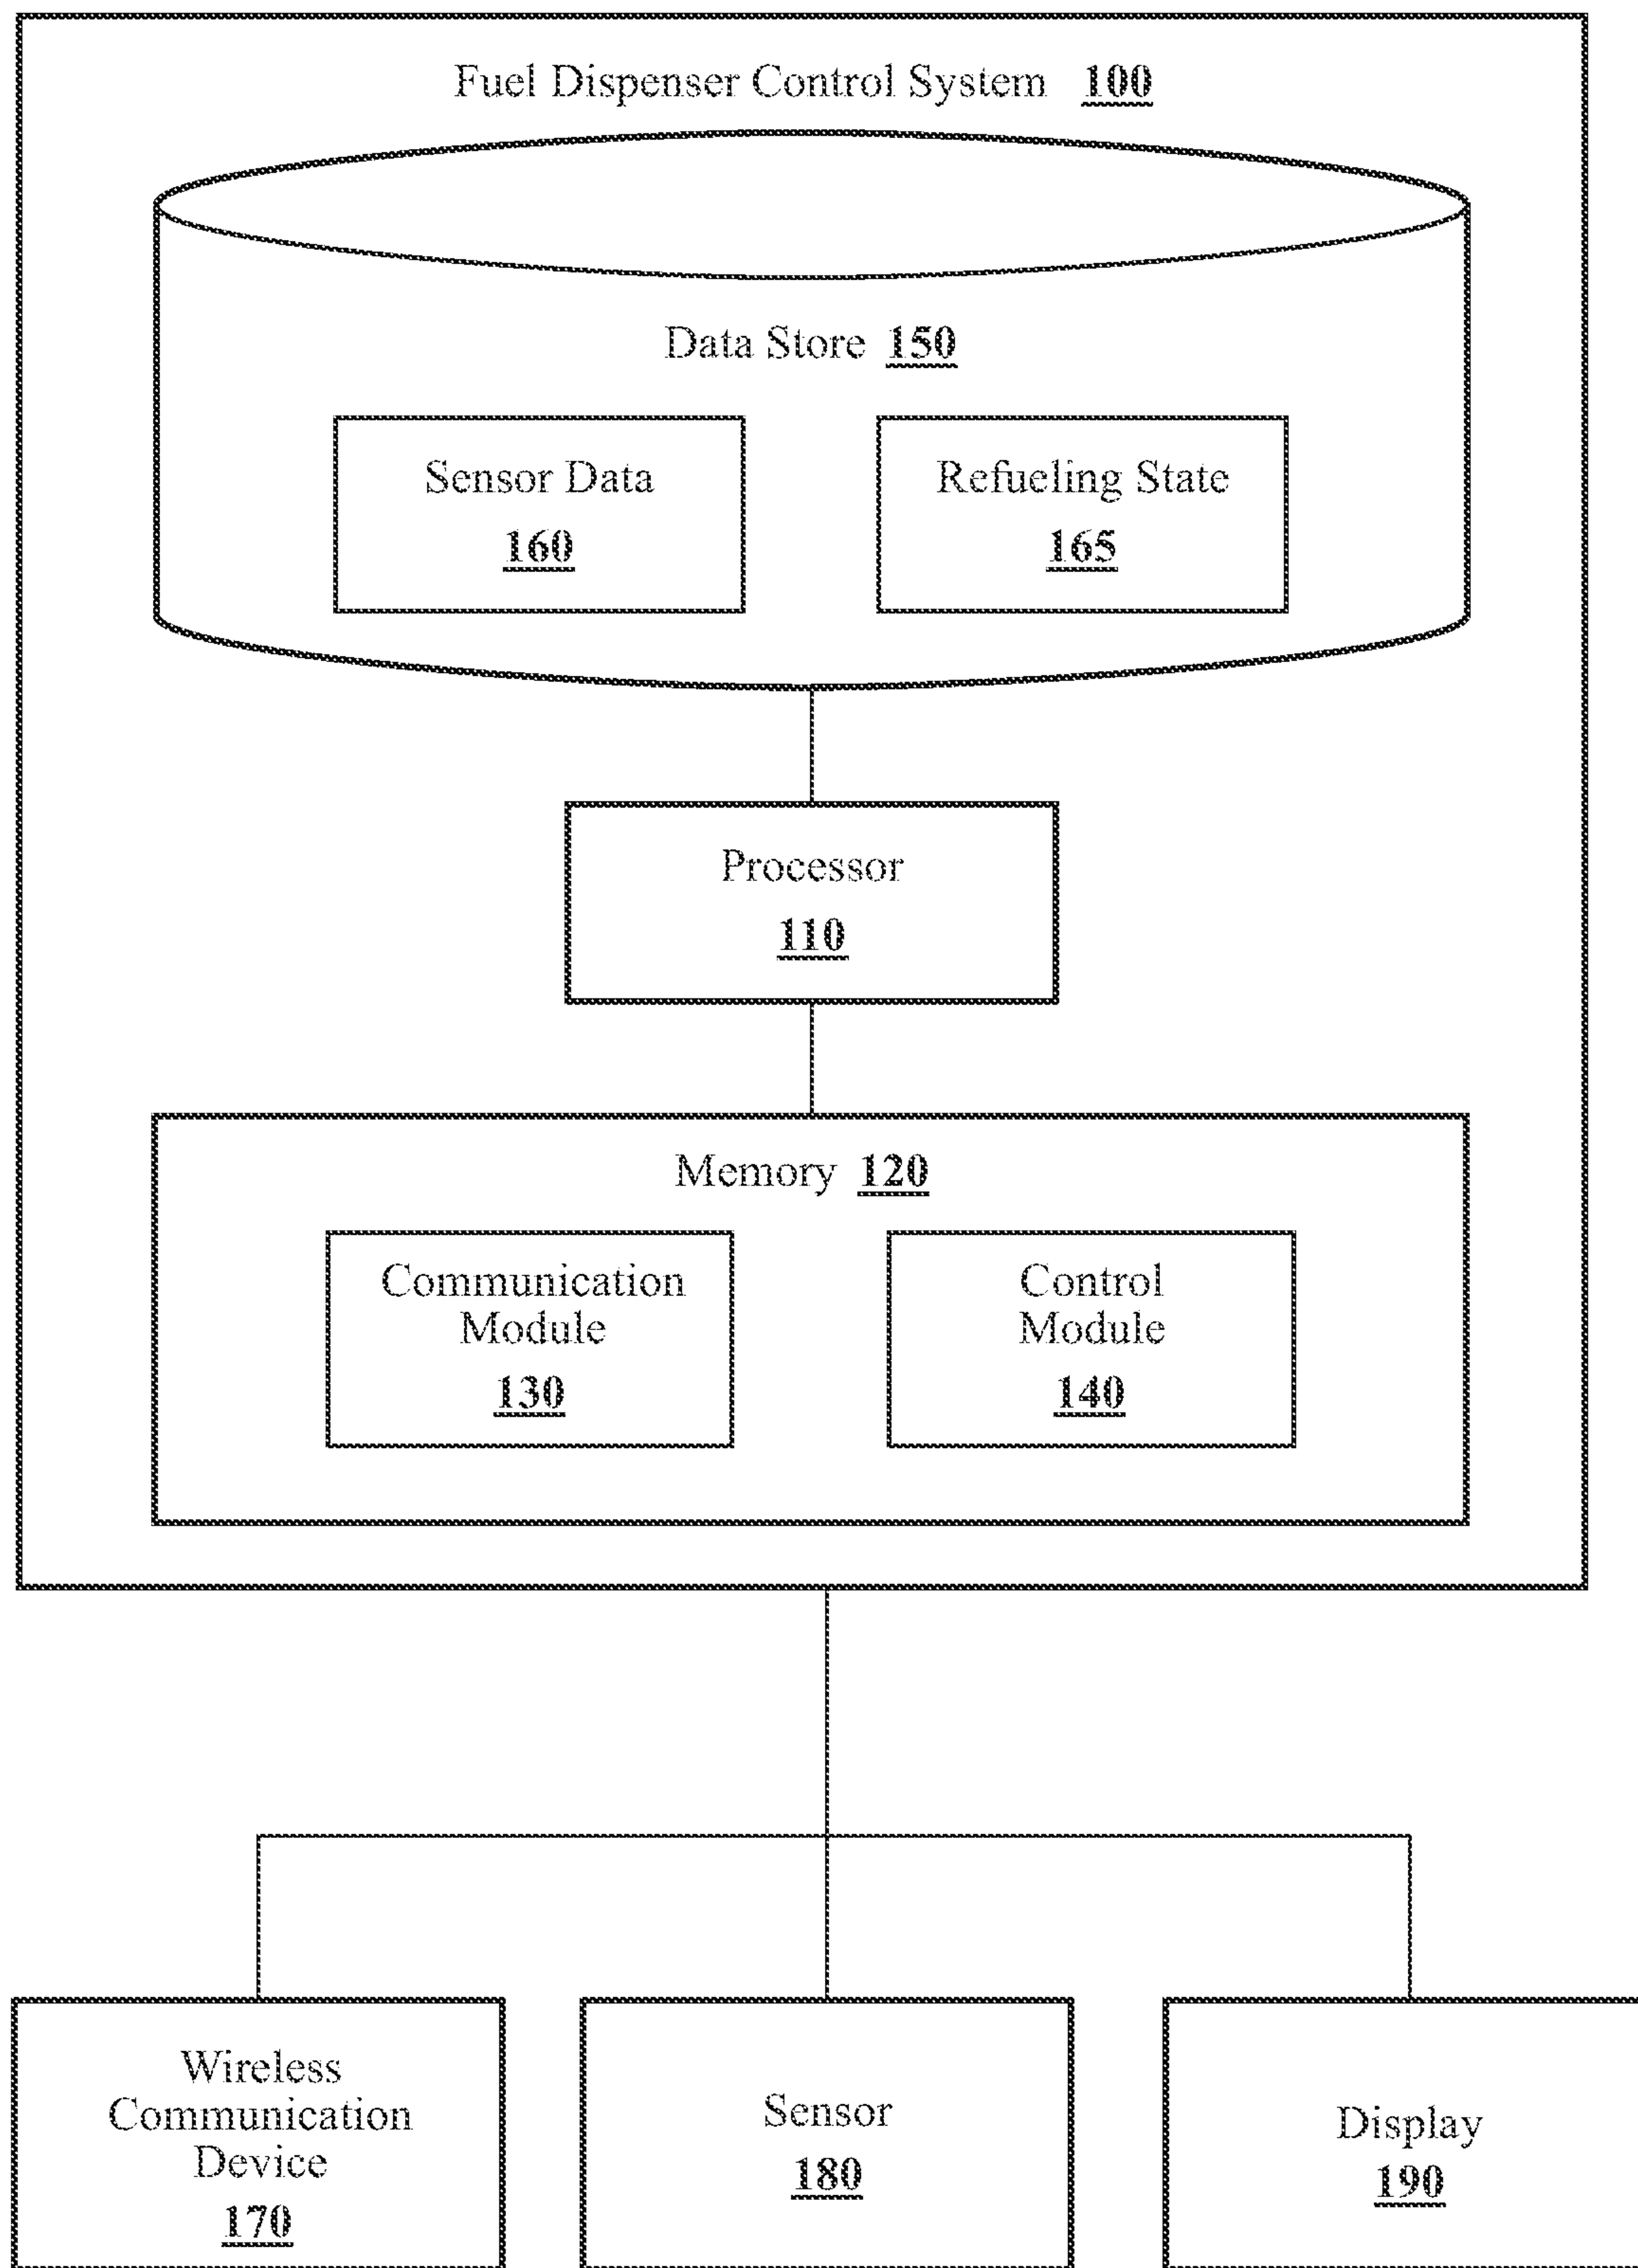 Fuel Dispenser Control System 100
Data Store 150
Sensor Data
160
Refueling State
165
Processor
110
Memory 120
Communication
Module
130
Control
Module
140
Wireless
Communication
Device
170
Sensor
180
Display
190